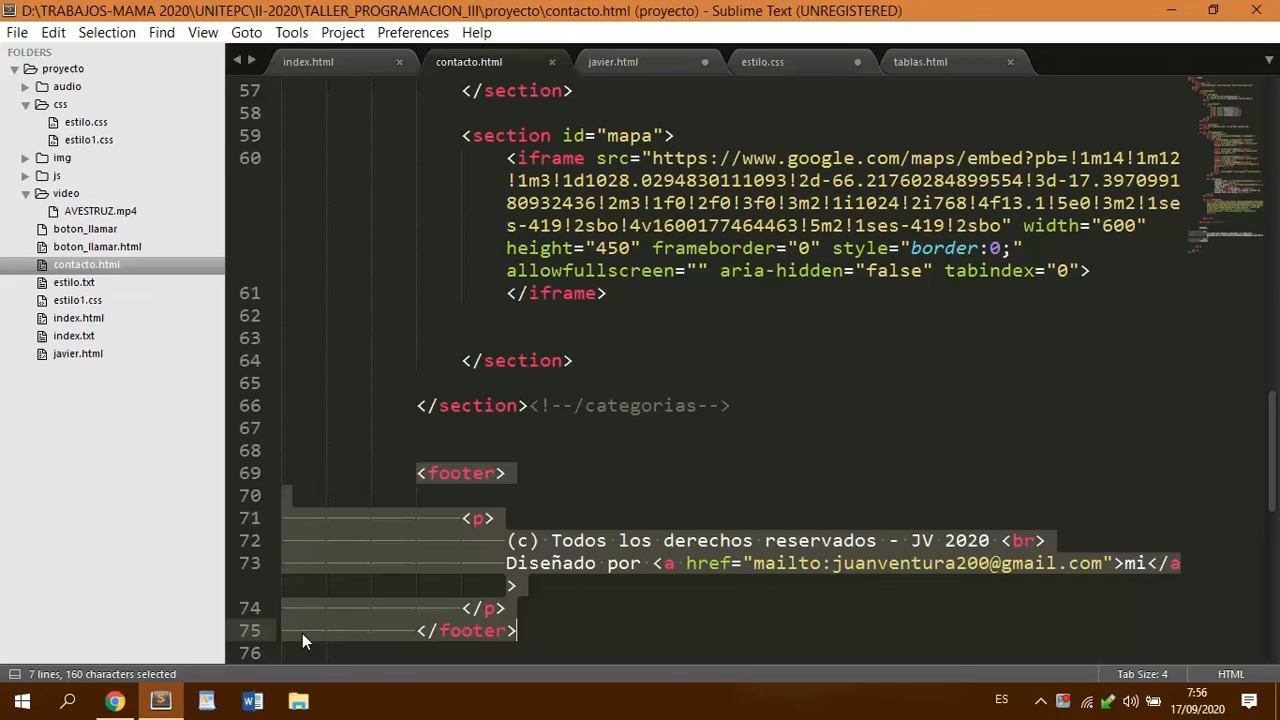 D:\TRABAJOS-MAMA 2020\UNITEPC\II-2020\TALLER_PROGRAMACION_III\proyecto\contacto.html (proyecto) - Sublime Text (UNREGISTERED)
File Edit Selection Find View Goto Tools Project Preferences Help
FOLDERS
proyecto
audio
css
estilo.css
estilo1.css
img
js
video
AVESTRUZ.mp4
boton_llamar
boton_llamar.html
contacto.html
estilo.txt
estilo1.css
index.html
index.txt
javier.html
index.html contacto.html javier.html estilo.css tablas.html
57 </section>
58
59 <section id="mapa">
60 <iframe src="https://www.google.com/maps/embed?pb=!1m14!1m12
!1m3!1d1028.0294830111093!2d-66.21760284899554!3d-17.3970991
80932436!2m3!1f0!2f0!3f0!3m2!1i1024!2i768!4f13.1!5e0!3m2!1ses
-419!2sbo!4v1600177464463!5m2!1ses-419!2sbo" width="600"
height="450" frameborder="0" style="border:0;"
allowfullscreen="" aria-hidden="false" tabindex="0">
61 </iframe>
62
63
64 </section>
65
66 </section><!--/categorias-->
67
68
69 <footer>
70
71 <p>
72 (c) Todos los derechos reservados - JV 2020 <br>
73 Diseñado por <a href="mailto:juanventura200@gmail.com">mi</a
>
74 </p>
75 </footer>
76
7 lines, 160 characters selected
Tab Size: 4
HTML
ES
7:56
17/09/2020